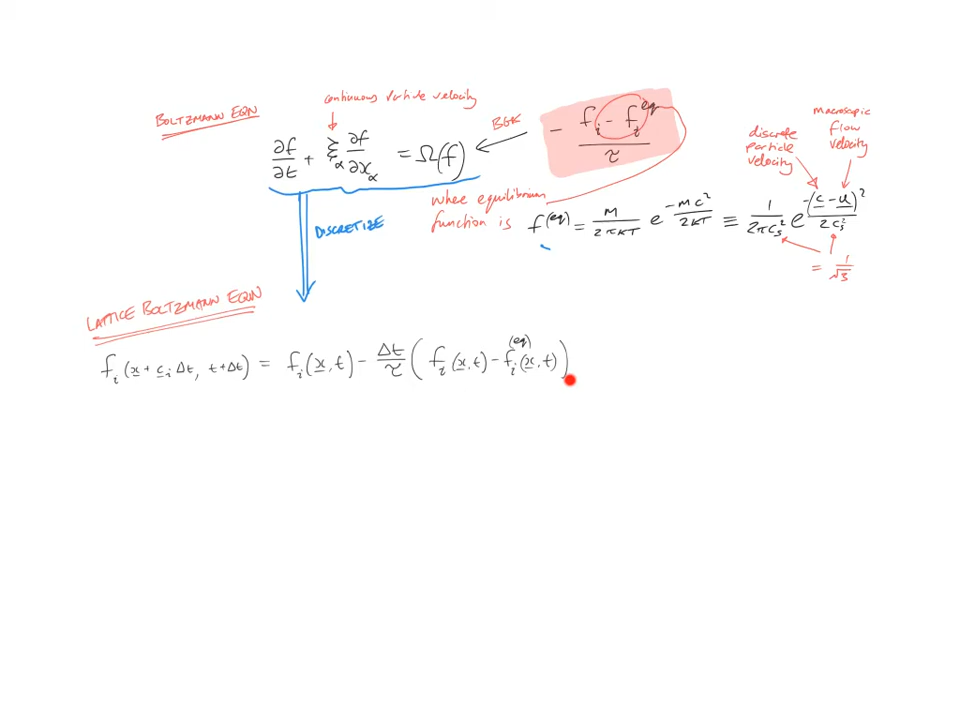 BOLTZMANN EQN
continuous particle velocity
∂f/∂t + ξ_α ∂f/∂x_α = Ω(f)
BGK
− (f_i − f_i^eq)/τ
where equilibrium
function is
f^(eq) = m/(2πkT) e^(−mc²/2kT) ≡ 1/(2πc_s²) e^(−(c − u)²/2c_s²)
discrete
particle
velocity
macroscopic
flow
velocity
= 1/√3
DISCRETIZE
LATTICE BOLTZMANN EQN
f_i(x + c_i Δt, t+Δt) = f_i(x, t) − Δt/τ (f_i(x, t) − f_i^(eq)(x, t))